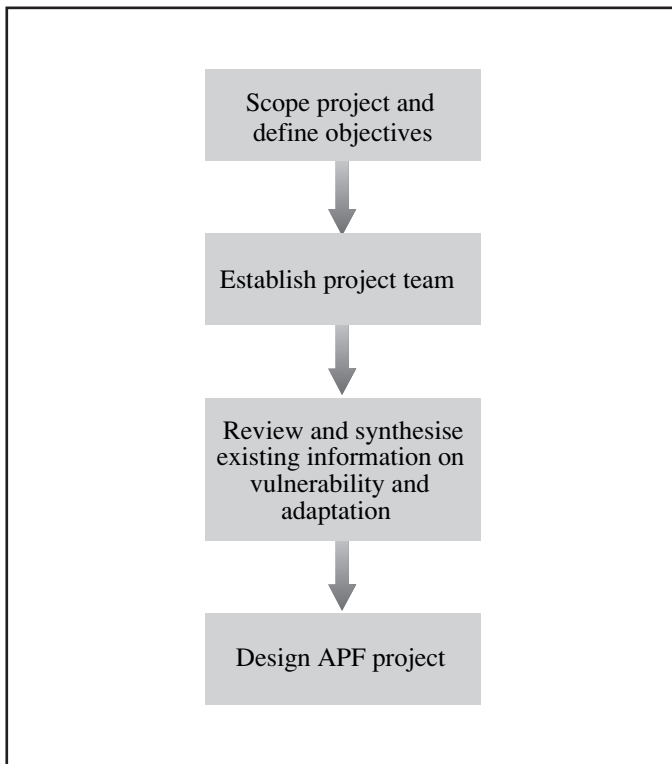 Scope project and
define objectives
Establish project team
Review and synthesise
existing information on
vulnerability and
adaptation
Design APF project